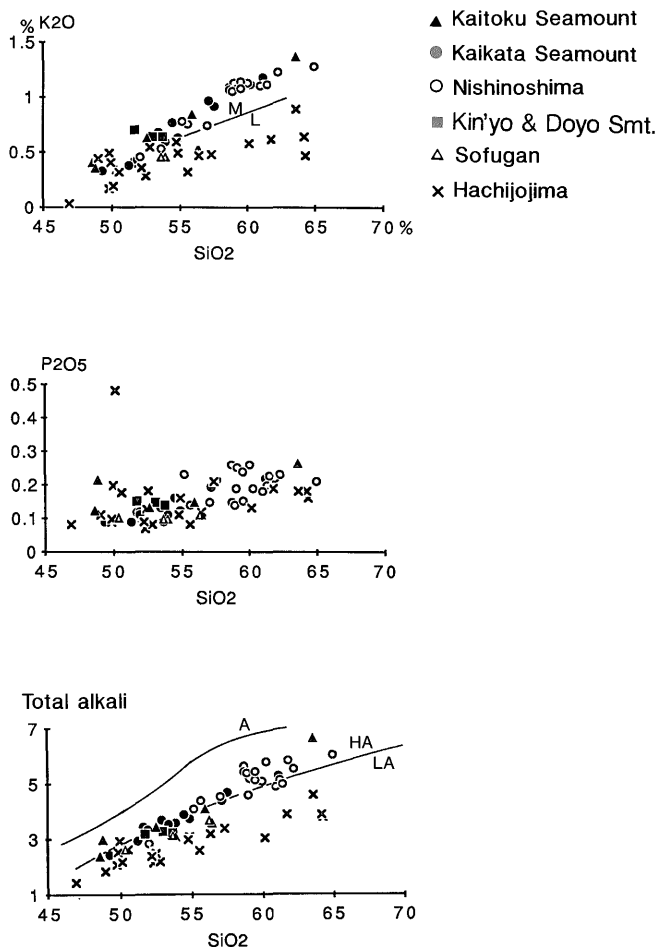 % K2O
1.5
1
0.5
0
M
L
45 50 55 60 65 70 %
SiO2
Kaitoku Seamount
Kaikata Seamount
Nishinoshima
Kin'yo & Doyo Smt.
Sofugan
Hachijojima
P2O5
0.5
0.4
0.3
0.2
0.1
0
45 50 55 60 65 70
SiO2
Total alkali
7
5
3
1
A
HA
LA
45 50 55 60 65 70
SiO2